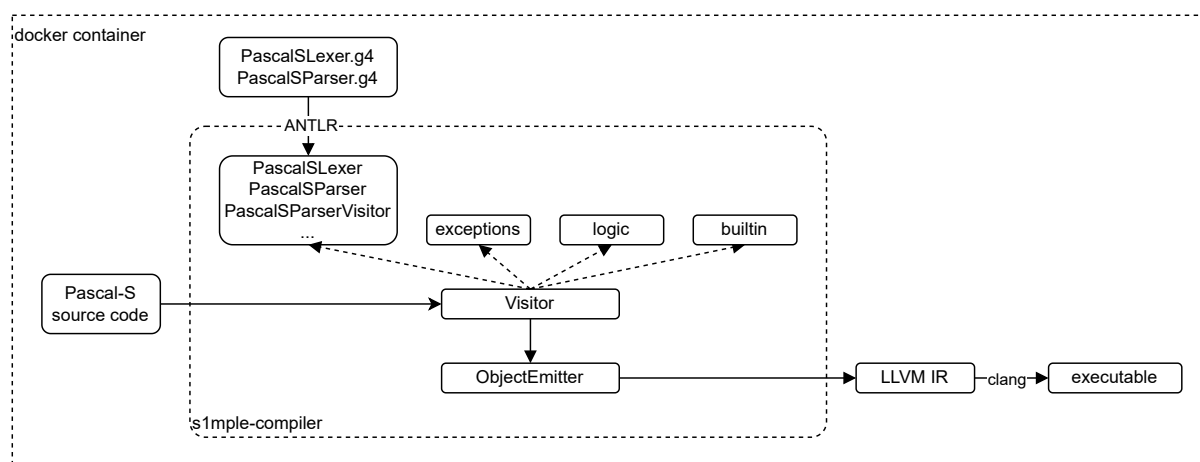 docker container
PascalSLexer.g4
PascalSParser.g4
ANTLR
PascalSLexer
PascalSParser
PascalSParserVisitor
...
exceptions
logic
builtin
Pascal-S
source code
Visitor
ObjectEmitter
LLVM IR
clang
executable
s1mple-compiler